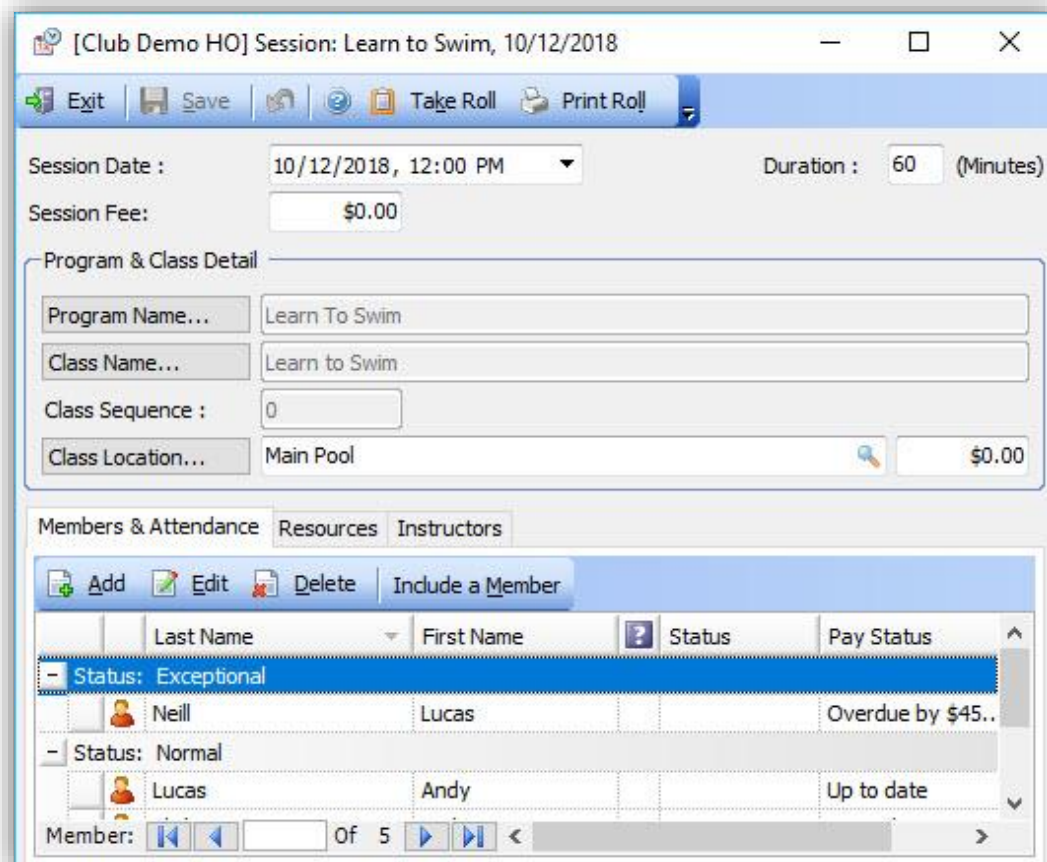 [Club Demo HO] Session: Learn to Swim, 10/12/2018
Exit Save Take Roll Print Roll
Session Date : 10/12/2018, 12:00 PM Duration : 60 (Minutes)
Session Fee: $0.00
Program & Class Detail
Program Name... Learn To Swim
Class Name... Learn to Swim
Class Sequence : 0
Class Location... Main Pool $0.00
Members & Attendance Resources Instructors
Add Edit Delete Include a Member
Last Name First Name ? Status Pay Status
Status: Exceptional
Neill Lucas Overdue by $45..
Status: Normal
Lucas Andy Up to date
Member: Of 5